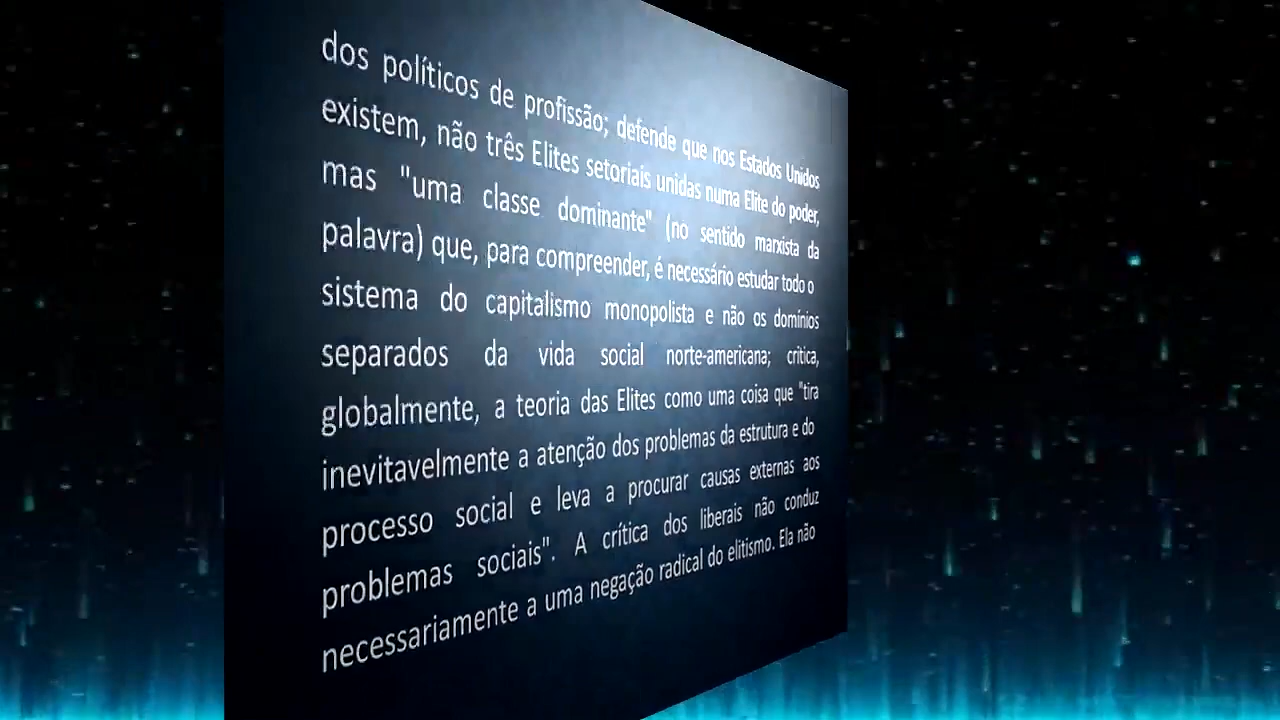 dos políticos de profissão; defende que nos Estados Unidos
existem, não três Elites setoriais unidas numa Elite do poder,
mas "uma classe dominante" (no sentido marxista da
palavra) que, para compreender, é necessário estudar todo o
sistema do capitalismo monopolista e não os domínios
separados da vida social norte-americana; crítica,
globalmente, a teoria das Elites como uma coisa que "tira
inevitavelmente a atenção dos problemas da estrutura e do
processo social e leva a procurar causas externas aos
problemas sociais". A crítica dos liberais não conduz
necessariamente a uma negação radical do elitismo. Ela não